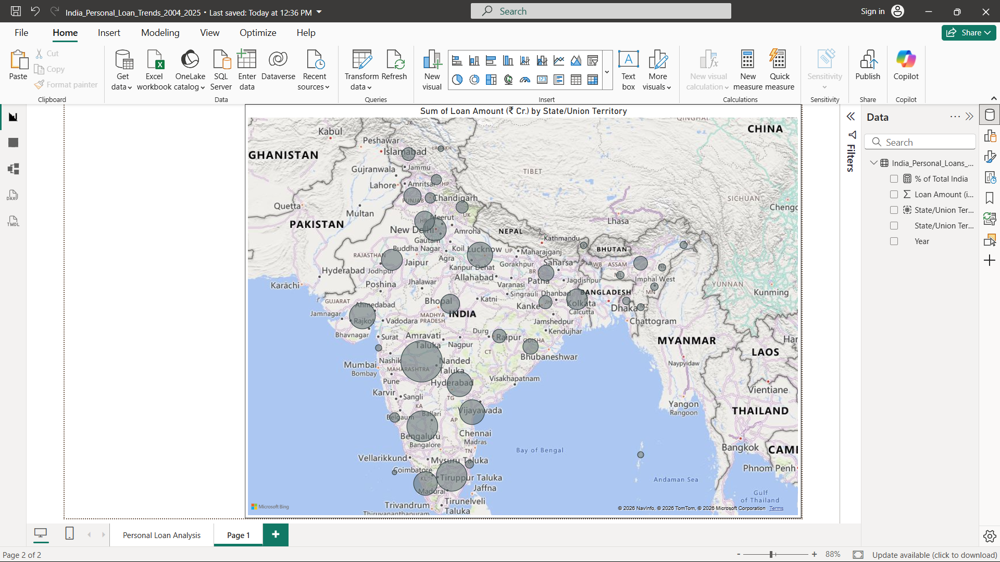 India_Personal_Loan_Trends_2004_2025 • Last saved: Today at 12:36 PM
Search
Sign in
File
Home
Insert
Modeling
View
Optimize
Help
Share
Paste
Cut
Copy
Format painter
Clipboard
Get data
Excel workbook
OneLake catalog
SQL Server
Enter data
Dataverse
Recent sources
Data
Transform data
Refresh
Queries
New visual
Text box
More visuals
Insert
New visual calculation
New measure
Quick measure
Calculations
Sensitivity
Sensitivity
Publish
Share
Copilot
Copilot
DAX
TMDL
Sum of Loan Amount (₹ Cr.) by State/Union Territory
QINGHAI
CHINA
Kabul
JK
Peshawar
GHANISTAN
Islamabad
LADAKH
Gujranwala
Jammu
TIBET
Lahore
Amritsar
HP
PUNJAB
Chandigarh
SICHUAN
Quetta
Multan
UK
Chengd
PAKISTAN
HR
Meerut
Lhasa
New Delhi
Amroha
NEPAL
Gautam
Kathmandu
Buddha Nagar
Koil
Lucknow
UP
Maharajganj
BHUTAN
RAJASTHAN
Jaipur
Agra
Saharsa
Hyderabad
Jodhpur
Kanpur Dehat
Gorakhpur
WB
ASSAM
NL
Karāchi
Allahabad
BR
Patna
Jagdishpur
Imphal West
YUNNAN
Poshina
Jhalawar
Varanasi
Singrauli
Dhanbad
BANGLADESH
MN
Kunming
GUJARAT
Ahmedabad
Bhopal
Katni
Kanke
JH
Kolkata
Calcutta
Dhaka
MZ
Jamnagar
Rajkot
Vadodara
MADHYA PRADESH
INDIA
Jamshedpur
Chattogram
Bhavnagar
Surat
Amravati Taluka
Nagpur
Durg
Raipur
Kendujhar
ODISHA
MYANMAR
Har
CT
Bhubaneshwar
LAOS
Mumbai
Bombay
Nashik
MAHARASHTRA
Nanded Taluka
Naypyidaw
Pune
Hyderabad
Visakhapatnam
Vientiane
Karvir
Sangli
TG
KA
Yangon
Rangoon
Belgaum
Ballari
AP
Vijayawada
THAILAND
Bengaluru
Bangalore
Chennai
Madras
TN
Bay of Bengal
Bangkok
CAMI
Vellarikkund
Mysuru Taluka
Coimbatore
Phnom Penh
KL
Tiruppur Taluka
Andaman Sea
Madurai
Jaffna
Gulf of Thailand
Trivandrum
Thiruvananthapuram
Tirunelveli Taluka
Microsoft Bing
© 2026 NavInfo, © 2026 TomTom, © 2026 Microsoft Corporation Terms
Filters
Data
Search
India_Personal_Loans_...
% of Total India
Loan Amount (i...
State/Union Ter...
State/Union Ter...
Year
Personal Loan Analysis
Page 1
Page 2 of 2
88%
Update available (click to download)